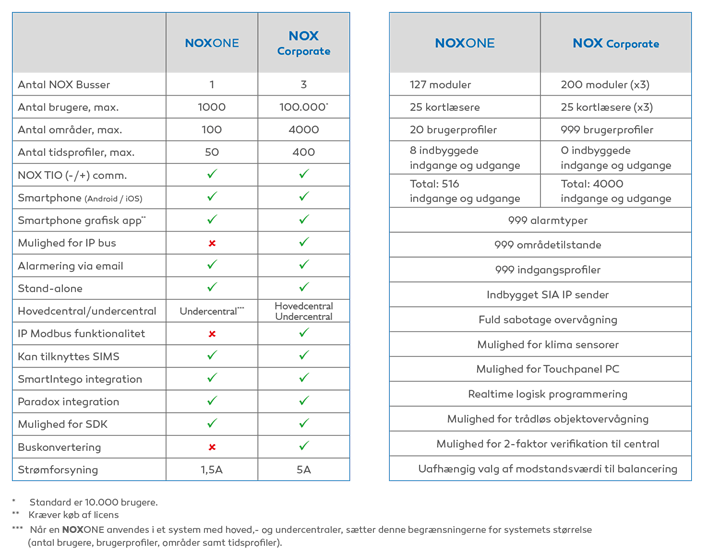 NOXONE NOX Corporate
Antal NOX Busser 1 3
Antal brugere, max. 1000 100.000*
Antal områder, max. 100 4000
Antal tidsprofiler, max. 50 400
NOX TIO (-/+) comm. ✓ ✓
Smartphone (Android / iOS) ✓ ✓
Smartphone grafisk app** ✓ ✓
Mulighed for IP bus ✘ ✓
Alarmering via email ✓ ✓
Stand-alone ✓ ✓
Hovedcentral/undercentral Undercentral*** Hovedcentral Undercentral
IP Modbus funktionalitet ✘ ✓
Kan tilknyttes SIMS ✓ ✓
SmartIntego integration ✓ ✓
Paradox integration ✓ ✓
Mulighed for SDK ✓ ✓
Buskonvertering ✘ ✓
Strømforsyning 1,5A 5A
NOXONE NOX Corporate
127 moduler 200 moduler (x3)
25 kortlæsere 25 kortlæsere (x3)
20 brugerprofiler 999 brugerprofiler
8 indbyggede 0 indbyggede
indgange og udgange indgange og udgange
Total: 516 Total: 4000
indgange og udgange indgange og udgange
999 alarmtyper
999 områdetilstande
999 indgangsprofiler
Indbygget SIA IP sender
Fuld sabotage overvågning
Mulighed for klima sensorer
Mulighed for Touchpanel PC
Realtime logisk programmering
Mulighed for trådløs objektovervågning
Mulighed for 2-faktor verifikation til central
Uafhængig valg af modstandsværdi til balancering
* Standard er 10.000 brugere.
** Kræver køb af licens
*** Når en NOXONE anvendes i et system med hoved,- og undercentraler, sætter denne begrænsningerne for systemets størrelse
(antal brugere, brugerprofiler, områder samt tidsprofiler).